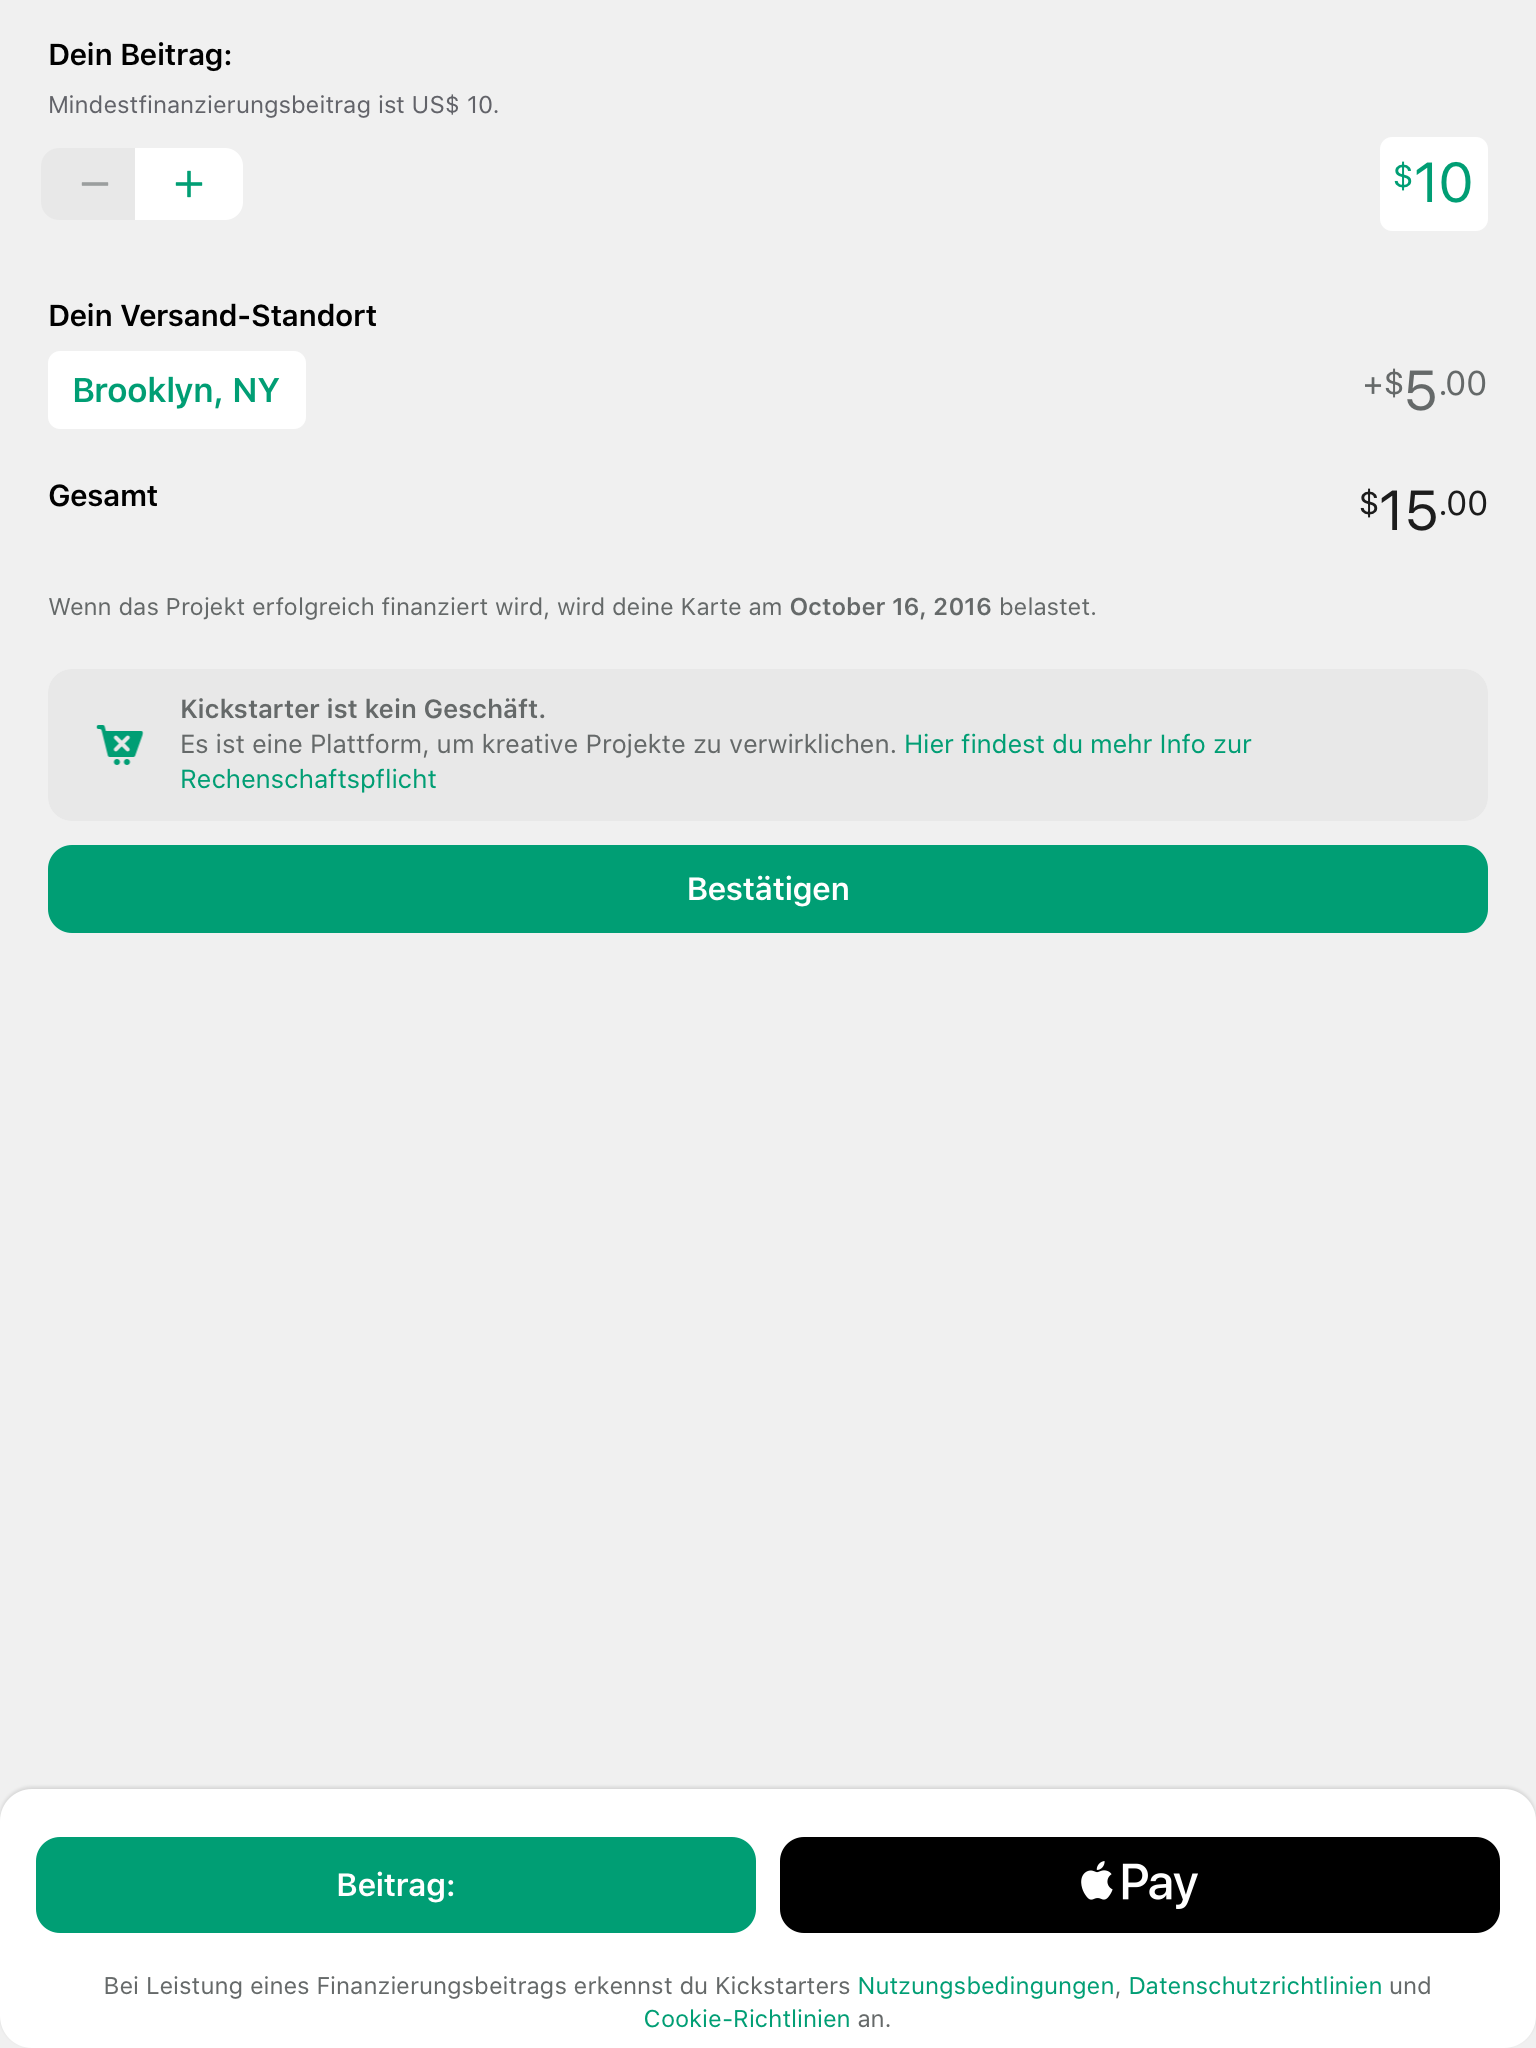 Dein Beitrag:
Mindestfinanzierungsbeitrag ist US$ 10.
$10
Dein Versand-Standort
Brooklyn, NY
+$5.00
Gesamt
$15.00
Wenn das Projekt erfolgreich finanziert wird, wird deine Karte am October 16, 2016 belastet.
Kickstarter ist kein Geschäft.
Es ist eine Plattform, um kreative Projekte zu verwirklichen. Hier findest du mehr Info zur
Rechenschaftspflicht
Bestätigen
Beitrag:
Pay
Bei Leistung eines Finanzierungsbeitrags erkennst du Kickstarters Nutzungsbedingungen, Datenschutzrichtlinien und
Cookie-Richtlinien an.